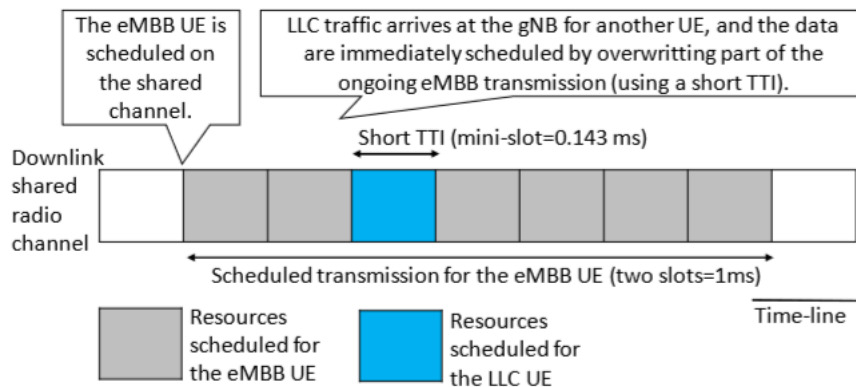 The eMBB UE is
scheduled on
the shared
channel.
LLC traffic arrives at the gNB for another UE, and the data
are immediately scheduled by overwritting part of the
ongoing eMBB transmission (using a short TTI).
Short TTI (mini-slot=0.143 ms)
Downlink
shared
radio
channel
Scheduled transmission for the eMBB UE (two slots=1ms)
Time-line
Resources
scheduled for
the eMBB UE
Resources
scheduled for
the LLC UE